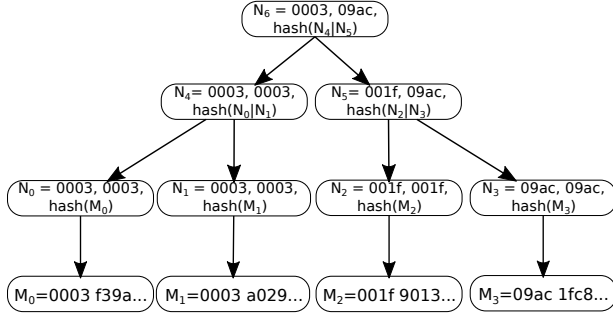 N₆ = 0003, 09ac,
hash(N₄|N₅)
N₄= 0003, 0003,
hash(N₀|N₁)
N₅= 001f, 09ac,
hash(N₂|N₃)
N₀ = 0003, 0003,
hash(M₀)
N₁ = 0003, 0003,
hash(M₁)
N₂ = 001f, 001f,
hash(M₂)
N₃ = 09ac, 09ac,
hash(M₃)
M₀=0003 f39a...
M₁=0003 a029...
M₂=001f 9013...
M₃=09ac 1fc8...